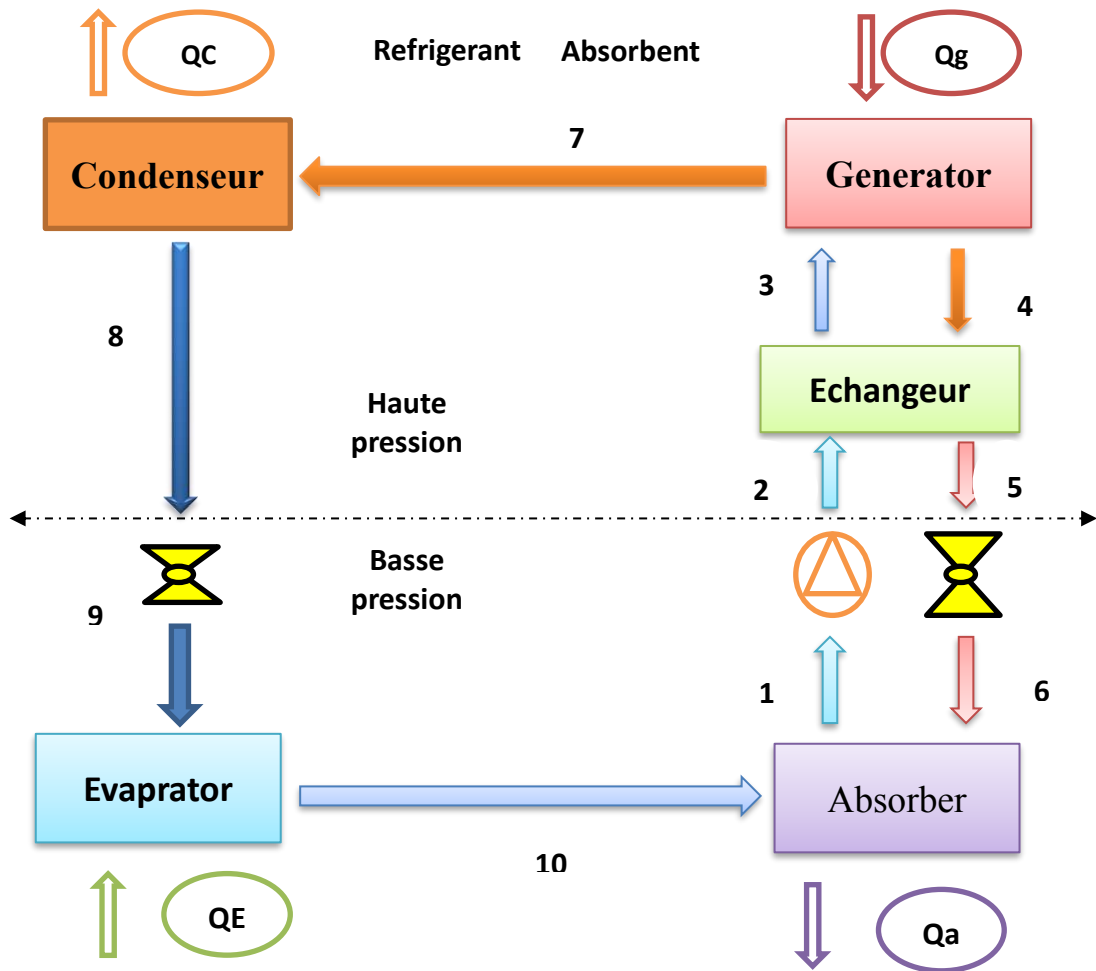 QC
Refrigerant Absorbent
Qg
7
Condenseur
Generator
3
4
8
Echangeur
Haute
pression
2
5
Basse
pression
9
1
6
Evaprator
Absorber
10
QE
Qa